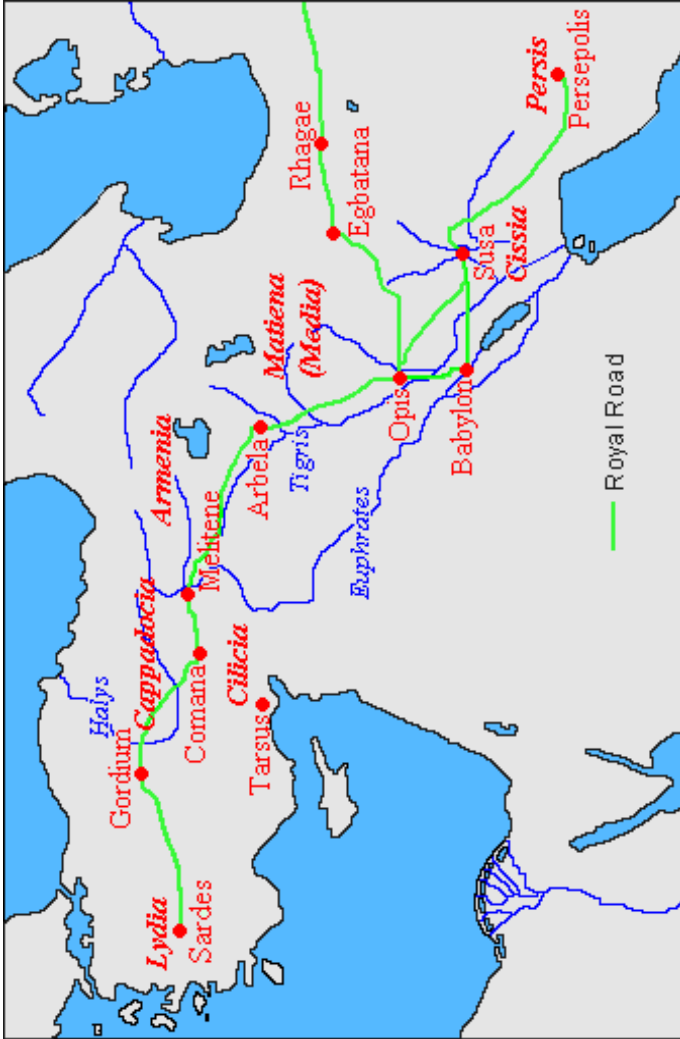 Lydia
Sardes
Gordium
Halys
Cappadocia
Comana
Cilicia
Tarsus
Armenia
Melitene
Arbela
Tigris
Euphrates
Matiena
(Media)
Opis
Babylon
Rhagae
Egbatana
Susa
Cissia
Persis
Persepolis
Royal Road